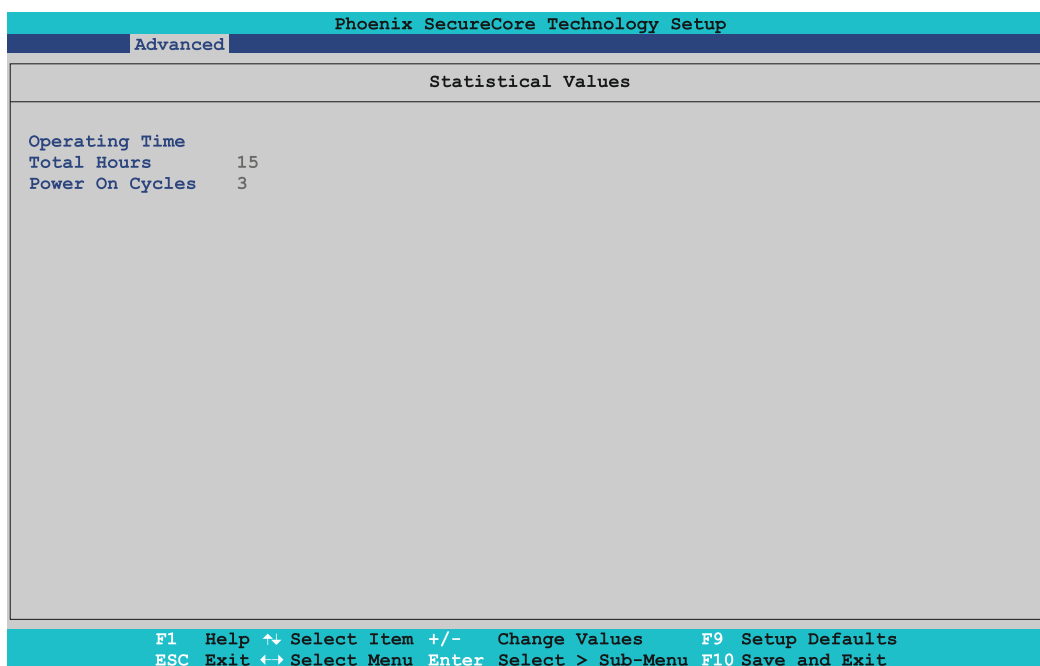 Phoenix SecureCore Technology Setup
Advanced
Statistical Values
Operating Time
Total Hours 15
Power On Cycles 3
F1 Help ↑↓ Select Item +/- Change Values F9 Setup Defaults
ESC Exit ←→ Select Menu Enter Select > Sub-Menu F10 Save and Exit